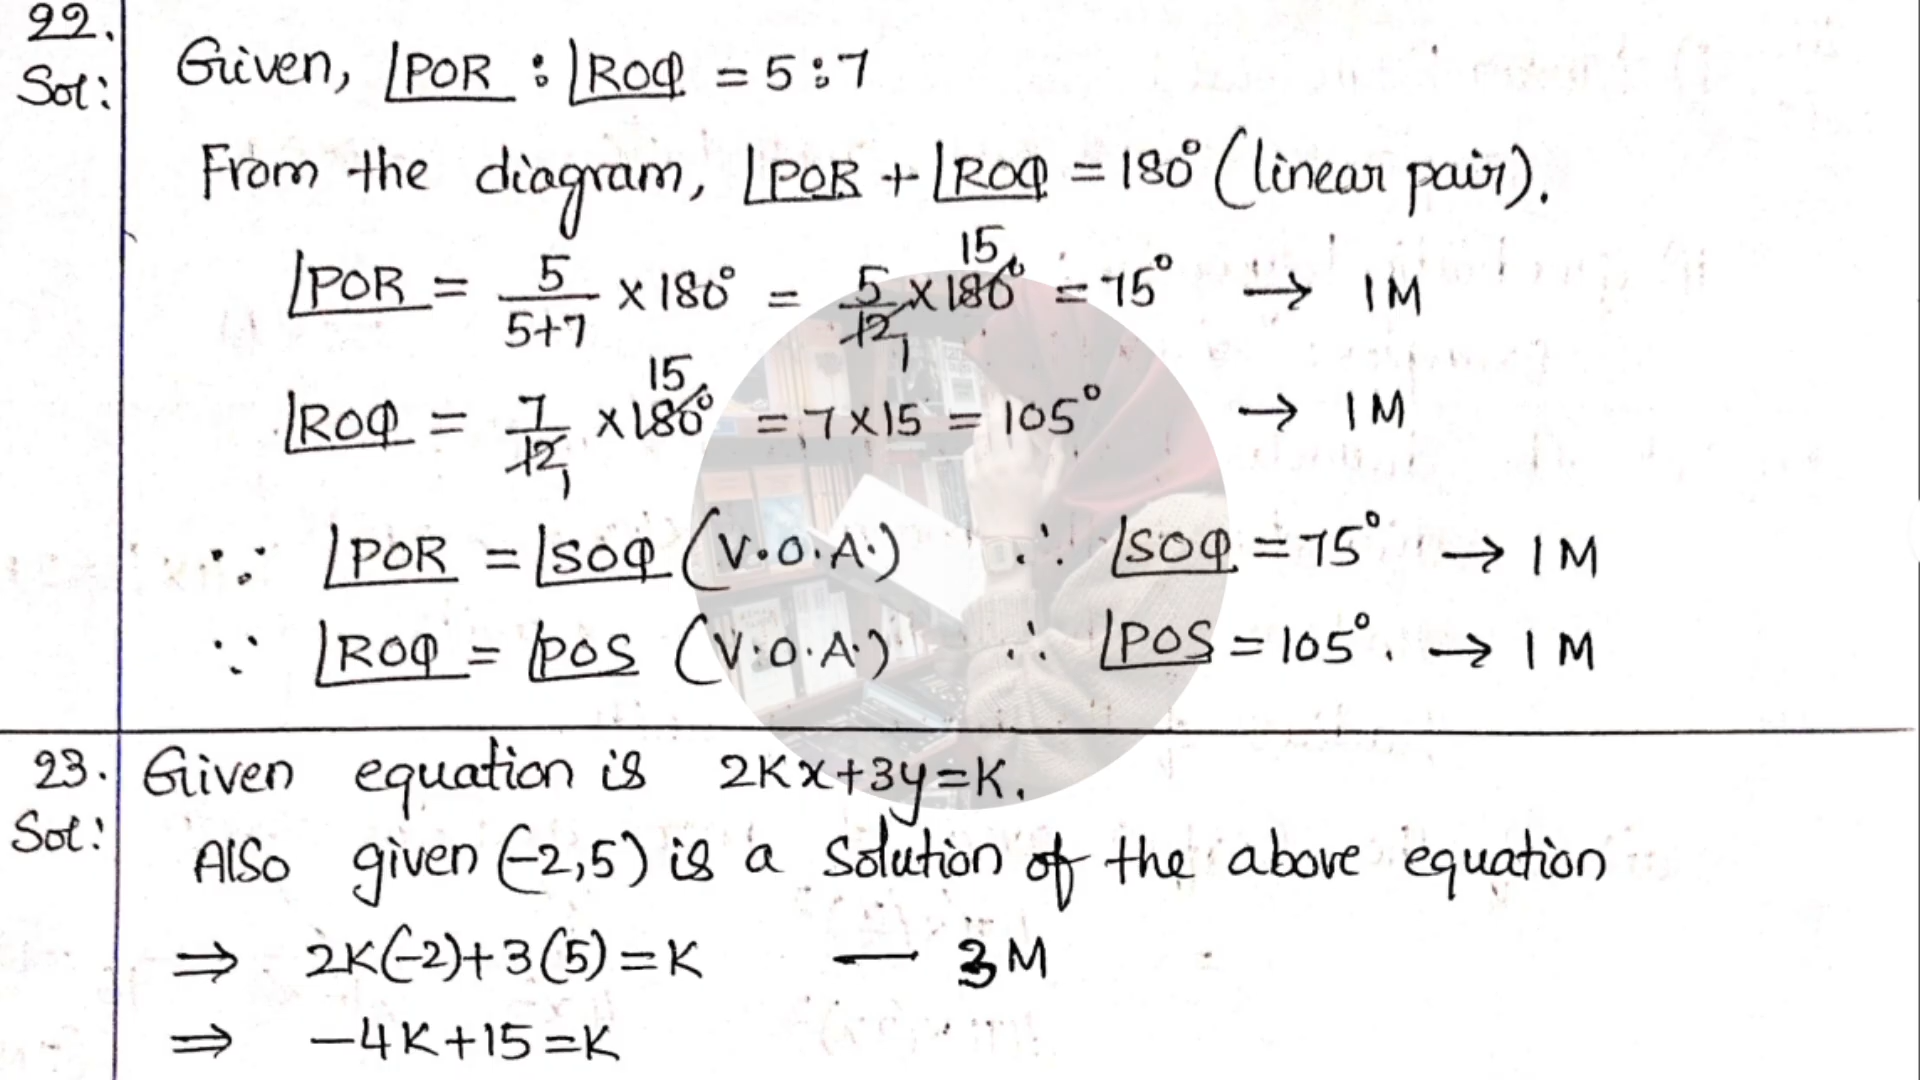 22.
Sol:
Given, ∠POR : ∠ROQ = 5:7
From the diagram, ∠POR + ∠ROQ = 180° (linear pair).
∠POR = 5/(5+7) × 180° = 5/12 1 × 180° 15 = 75° → 1M
∠ROQ = 7/12 1 × 180° 15 = 7×15 = 105° → 1M
∵ ∠POR = ∠SOQ (V.O.A.) ∴ ∠SOQ = 75° → 1M
∵ ∠ROQ = ∠POS (V.O.A.) ∴ ∠POS = 105°. → 1M
23. Given equation is 2Kx+3y=K.
Sol: Also given (-2,5) is a solution of the above equation
⇒ 2K(-2)+3(5)=K — 3M
⇒ -4K+15=K